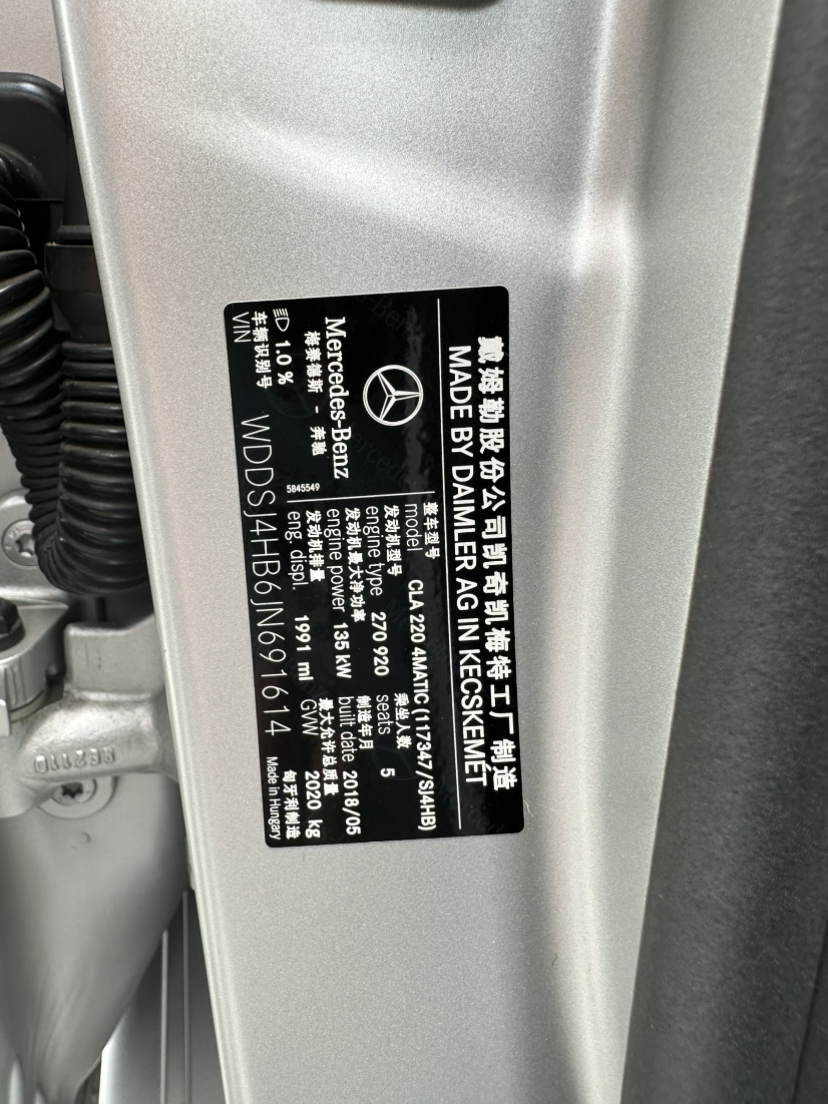 戴姆勒股份公司凯奇凯梅特工厂制造
MADE BY DAIMLER AG IN KECSKEMÉT
Mercedes-Benz
梅赛德斯 - 奔驰
1.0 %
5845549
整车型号
model CLA 220 4MATIC (117347/SJ4HB)
发动机型号 乘坐人数
engine type 270 920 seats 5
发动机最大净功率 制造年月
engine power 135 kW built date 2018/05
发动机排量 最大允许总质量
eng. displ. 1991 ml GVW 2020 kg
车辆识别号 匈牙利制造
VIN WDDSJ4HB6JN691614 Made in Hungary
RE211D